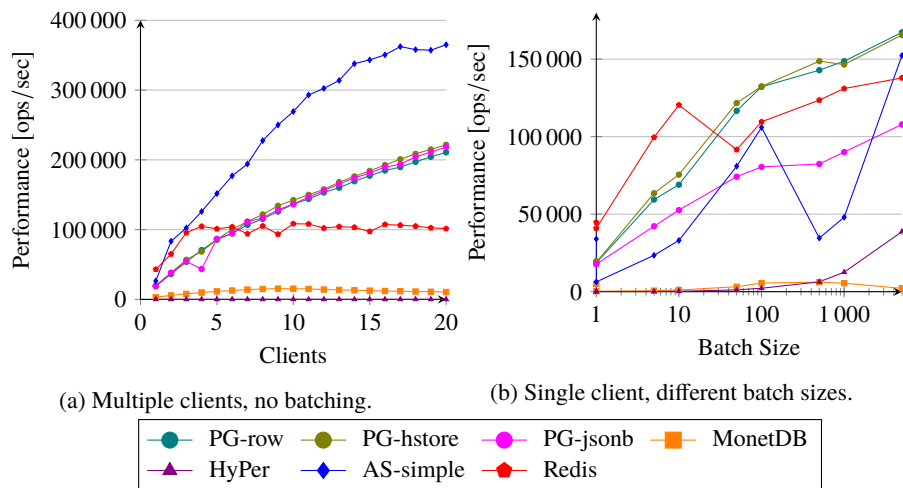 400 000
300 000
200 000
100 000
0
Performance [ops/sec]
0 5 10 15 20
Clients
(a) Multiple clients, no batching.
150 000
100 000
50 000
0
Performance [ops/sec]
1 10 100 1 000
Batch Size
(b) Single client, different batch sizes.
PG-row PG-hstore PG-jsonb MonetDB
HyPer AS-simple Redis